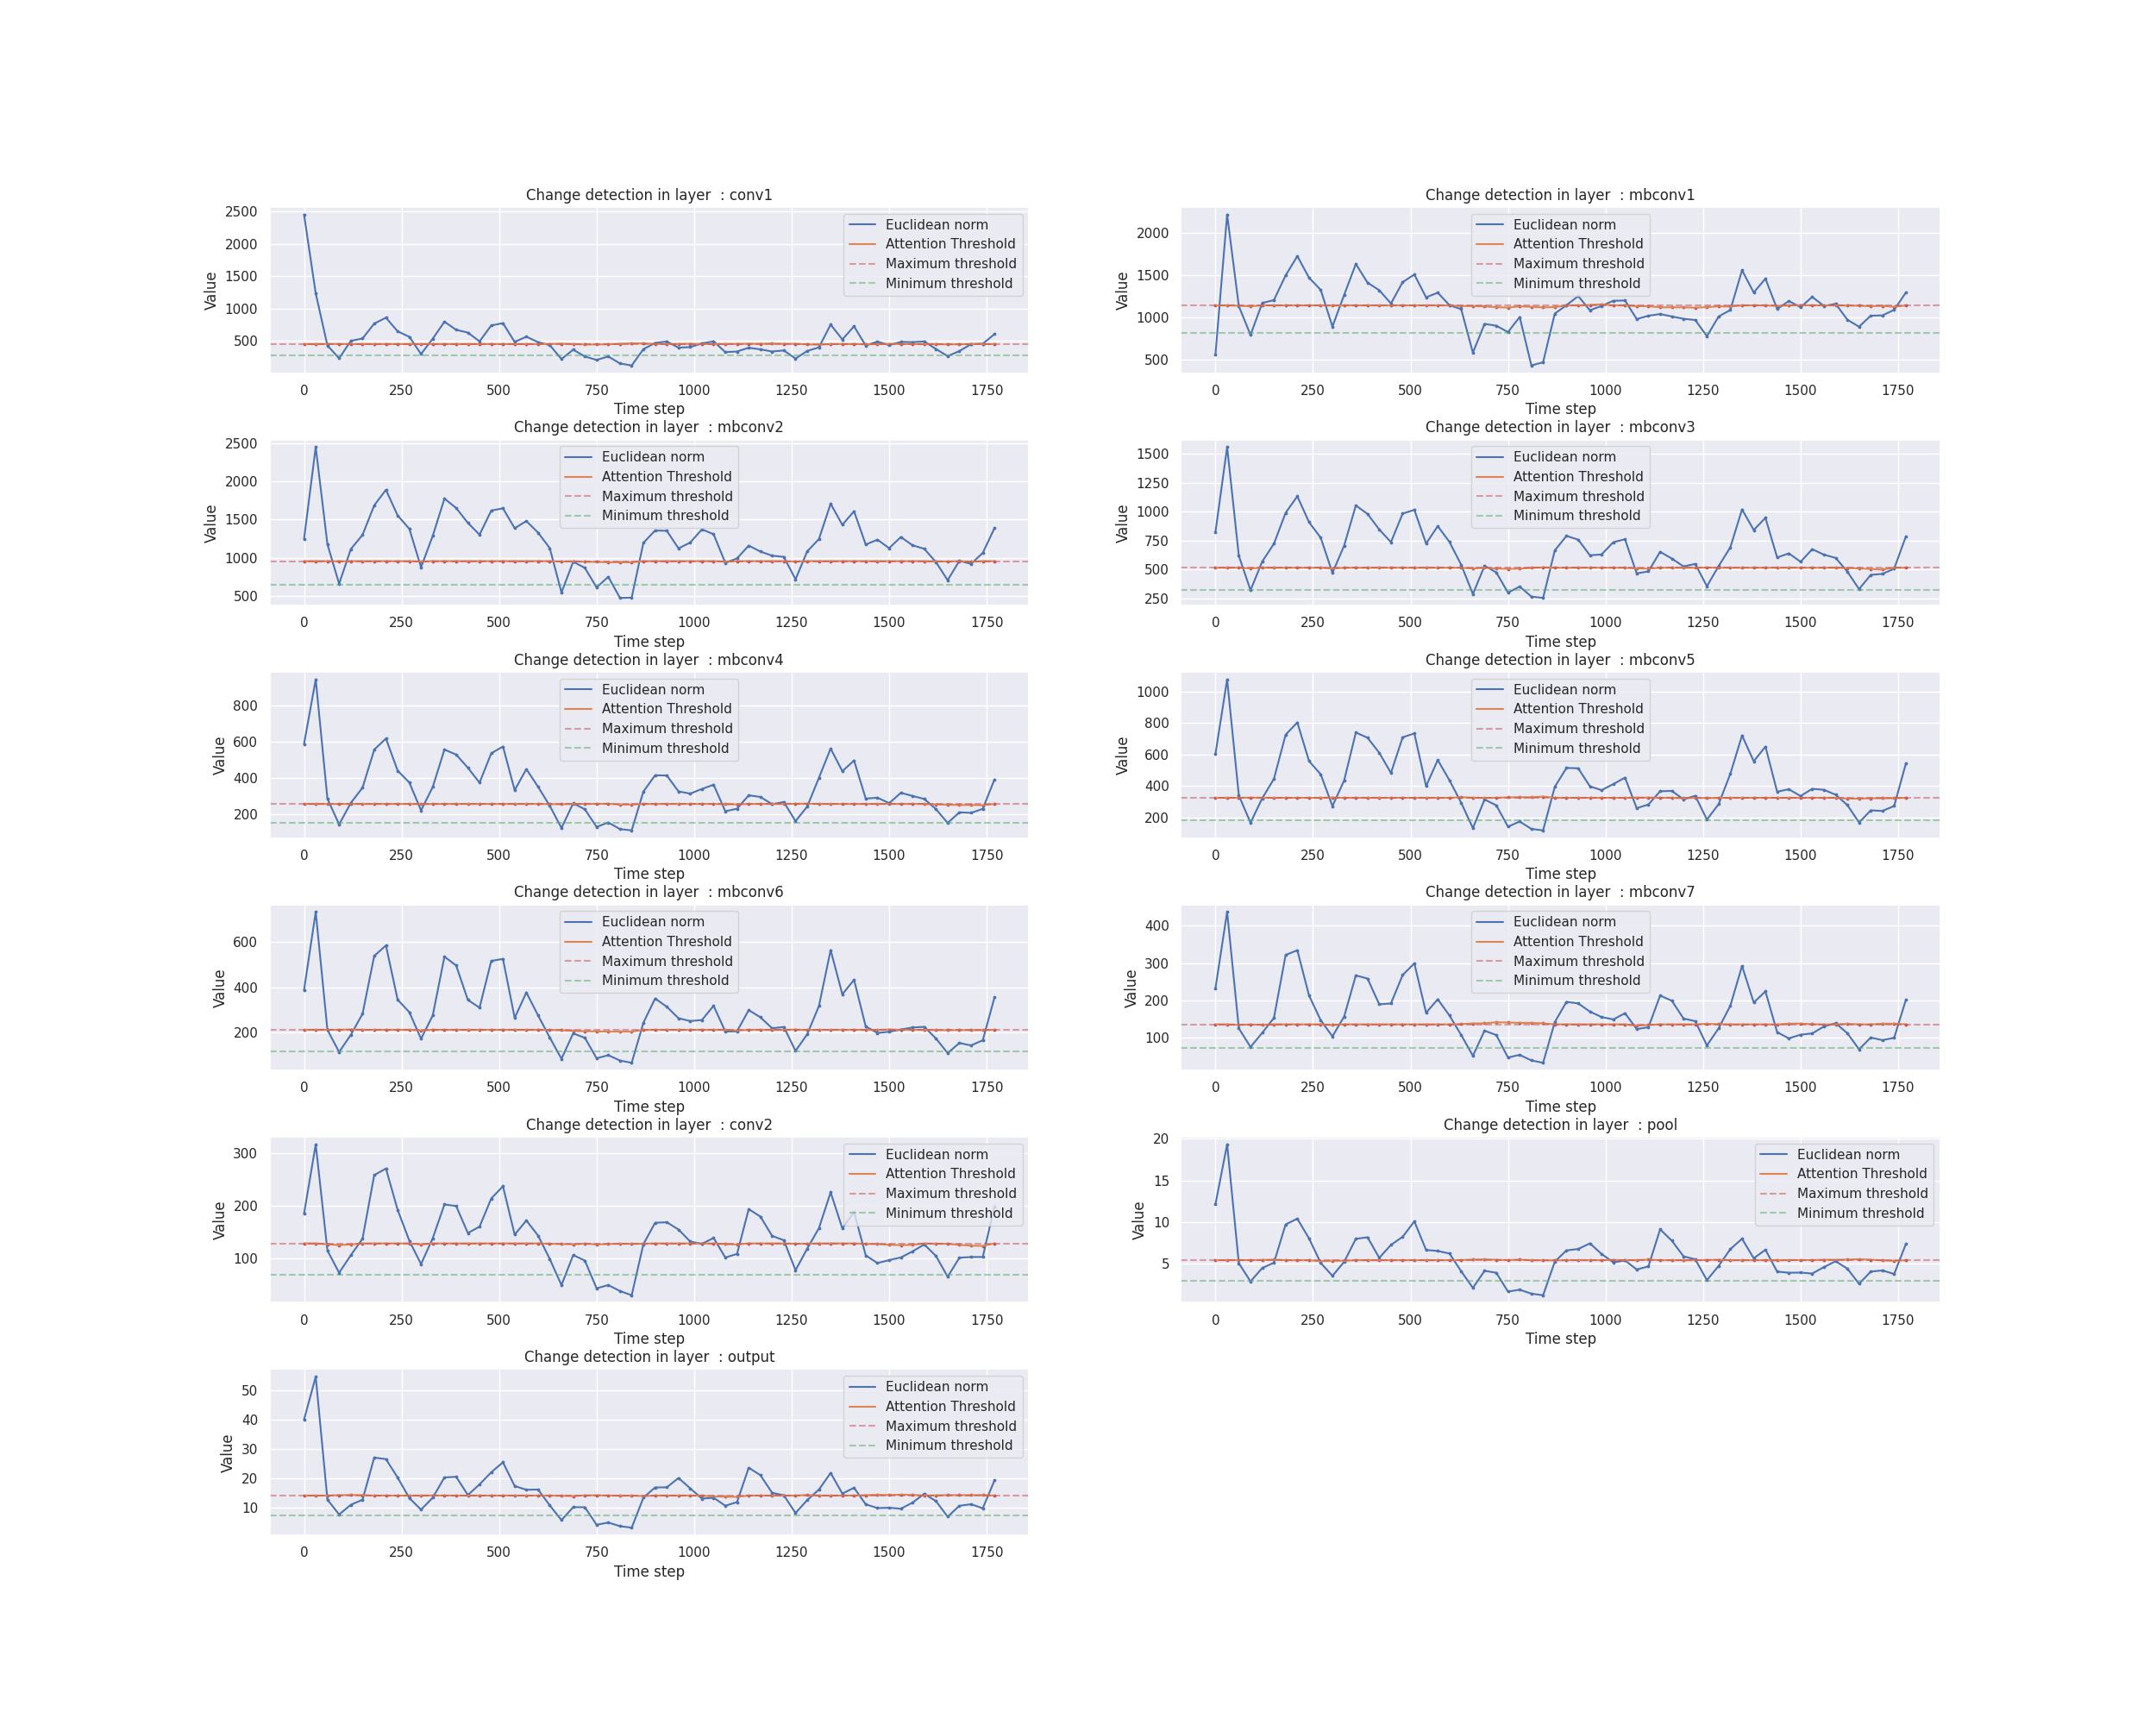 Change detection in layer  : conv1
Value
2500
2000
1500
1000
500
0 250 500 750 1000 1250 1500 1750
Time step
Euclidean norm
Attention Threshold
Maximum threshold
Minimum threshold
Change detection in layer  : mbconv1
Value
2000
1500
1000
500
0 250 500 750 1000 1250 1500 1750
Time step
Euclidean norm
Attention Threshold
Maximum threshold
Minimum threshold
Change detection in layer  : mbconv2
Value
2500
2000
1500
1000
500
0 250 500 750 1000 1250 1500 1750
Time step
Euclidean norm
Attention Threshold
Maximum threshold
Minimum threshold
Change detection in layer  : mbconv3
Value
1500
1250
1000
750
500
250
0 250 500 750 1000 1250 1500 1750
Time step
Euclidean norm
Attention Threshold
Maximum threshold
Minimum threshold
Change detection in layer  : mbconv4
Value
800
600
400
200
0 250 500 750 1000 1250 1500 1750
Time step
Euclidean norm
Attention Threshold
Maximum threshold
Minimum threshold
Change detection in layer  : mbconv5
Value
1000
800
600
400
200
0 250 500 750 1000 1250 1500 1750
Time step
Euclidean norm
Attention Threshold
Maximum threshold
Minimum threshold
Change detection in layer  : mbconv6
Value
600
400
200
0 250 500 750 1000 1250 1500 1750
Time step
Euclidean norm
Attention Threshold
Maximum threshold
Minimum threshold
Change detection in layer  : mbconv7
Value
400
300
200
100
0 250 500 750 1000 1250 1500 1750
Time step
Euclidean norm
Attention Threshold
Maximum threshold
Minimum threshold
Change detection in layer  : conv2
Value
300
200
100
0 250 500 750 1000 1250 1500 1750
Time step
Euclidean norm
Attention Threshold
Maximum threshold
Minimum threshold
Change detection in layer  : pool
Value
20
15
10
5
0 250 500 750 1000 1250 1500 1750
Time step
Euclidean norm
Attention Threshold
Maximum threshold
Minimum threshold
Change detection in layer  : output
Value
50
40
30
20
10
0 250 500 750 1000 1250 1500 1750
Time step
Euclidean norm
Attention Threshold
Maximum threshold
Minimum threshold